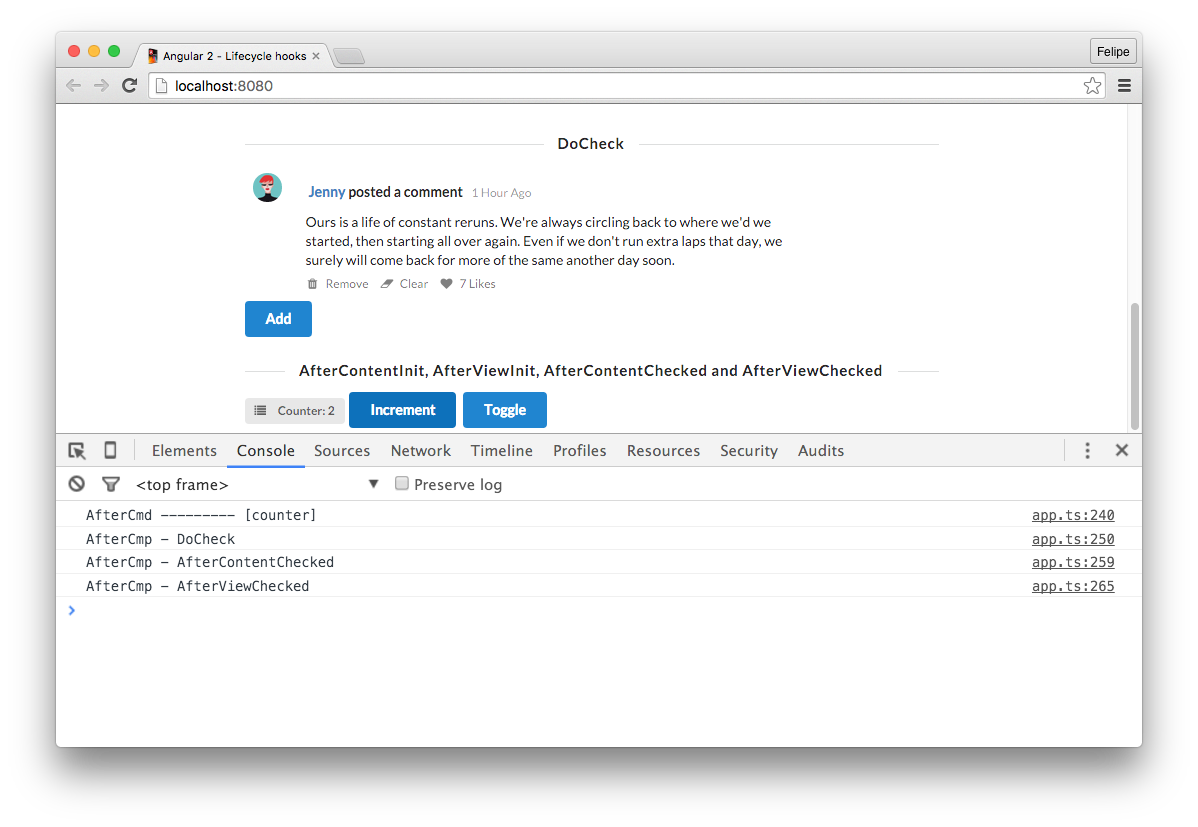 Angular 2 - Lifecycle hooks
Felipe
localhost:8080
DoCheck
Jenny posted a comment 1 Hour Ago
Ours is a life of constant reruns. We're always circling back to where we'd we
started, then starting all over again. Even if we don't run extra laps that day, we
surely will come back for more of the same another day soon.
Remove Clear 7 Likes
Add
AfterContentInit, AfterViewInit, AfterContentChecked and AfterViewChecked
Counter: 2 Increment Toggle
Elements Console Sources Network Timeline Profiles Resources Security Audits
<top frame> Preserve log
AfterCmd --------- [counter] app.ts:240
AfterCmp - DoCheck app.ts:250
AfterCmp - AfterContentChecked app.ts:259
AfterCmp - AfterViewChecked app.ts:265